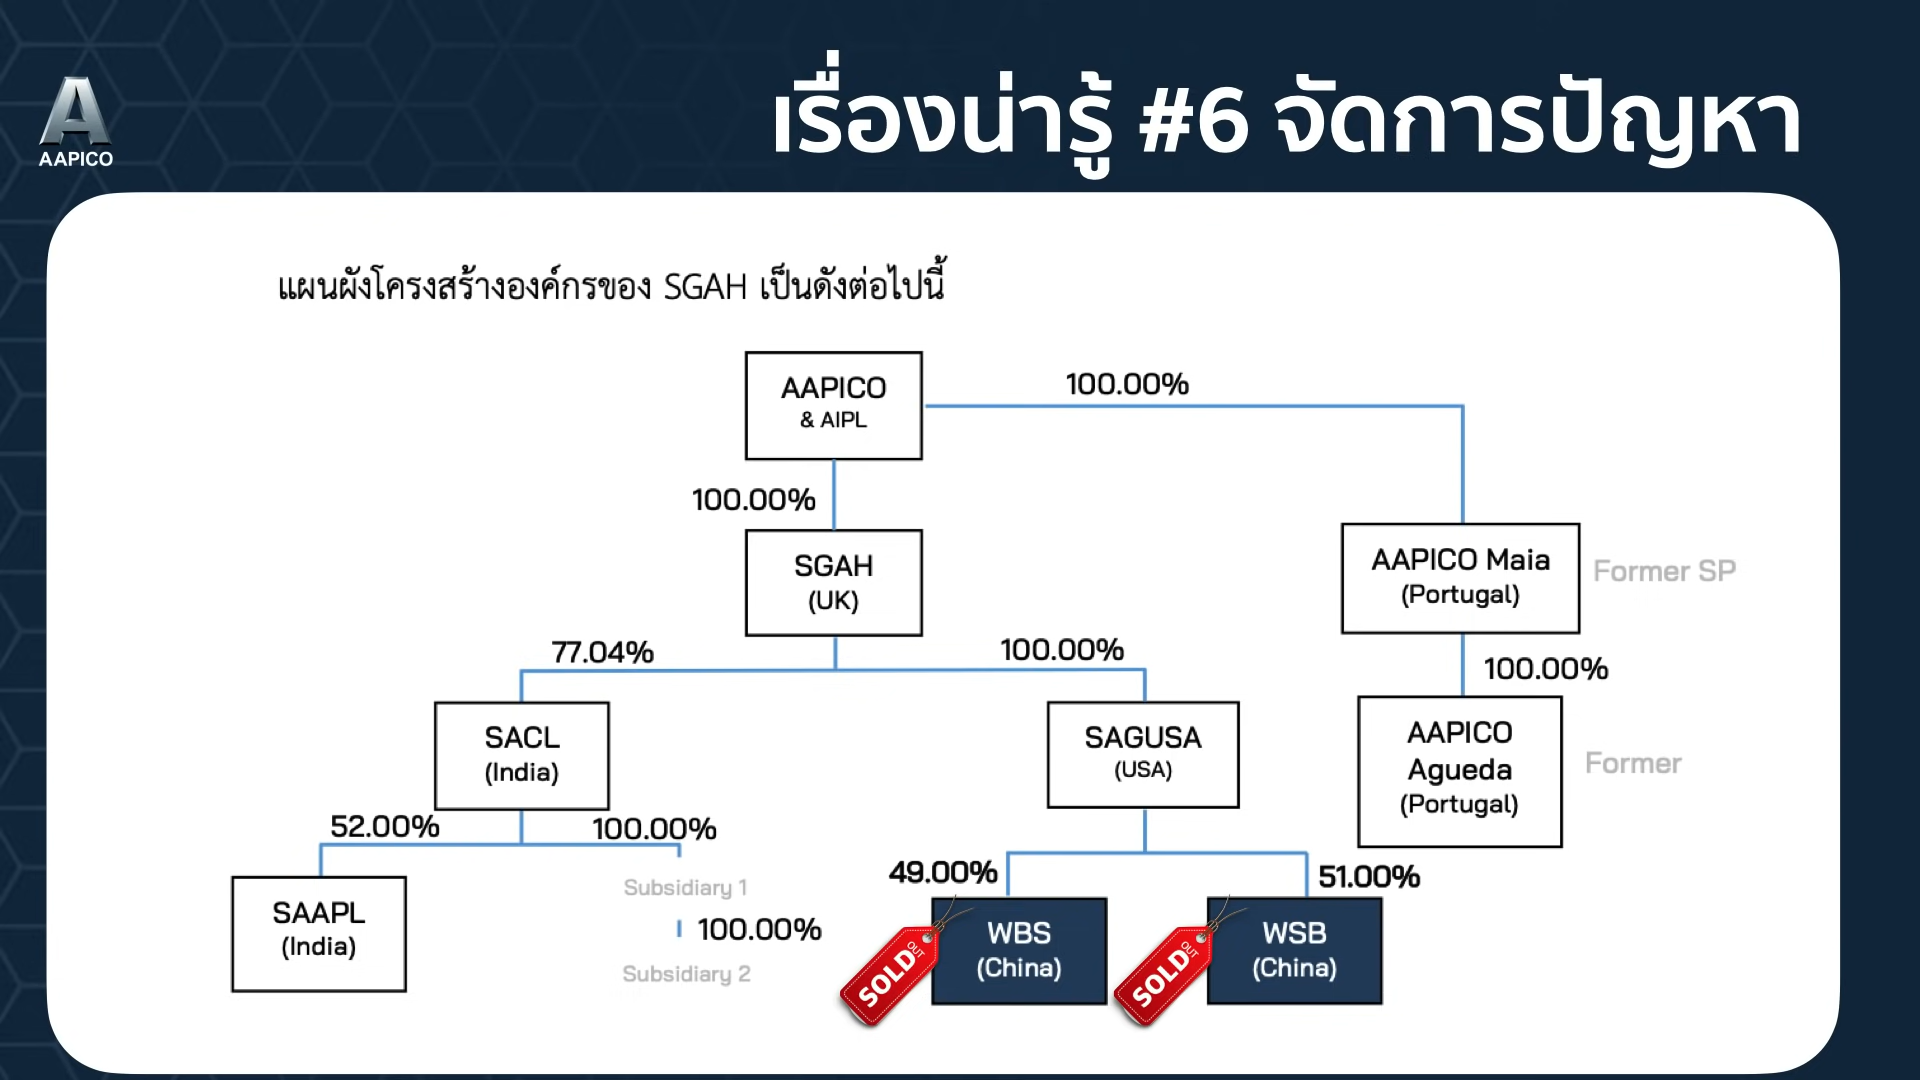 AAPICO
เรื่องน่ารู้ #6 จัดการปัญหา
แผนผังโครงสร้างองค์กรของ SGAH เป็นดังต่อไปนี้
AAPICO
& AIPL
100.00%
100.00%
SGAH
(UK)
AAPICO Maia
(Portugal)
Former SP
77.04%
100.00%
100.00%
SACL
(India)
SAGUSA
(USA)
AAPICO
Agueda
(Portugal)
Former
52.00%
100.00%
49.00%
51.00%
SAAPL
(India)
Subsidiary 1
100.00%
Subsidiary 2
SOLD OUT
WBS
(China)
SOLD OUT
WSB
(China)